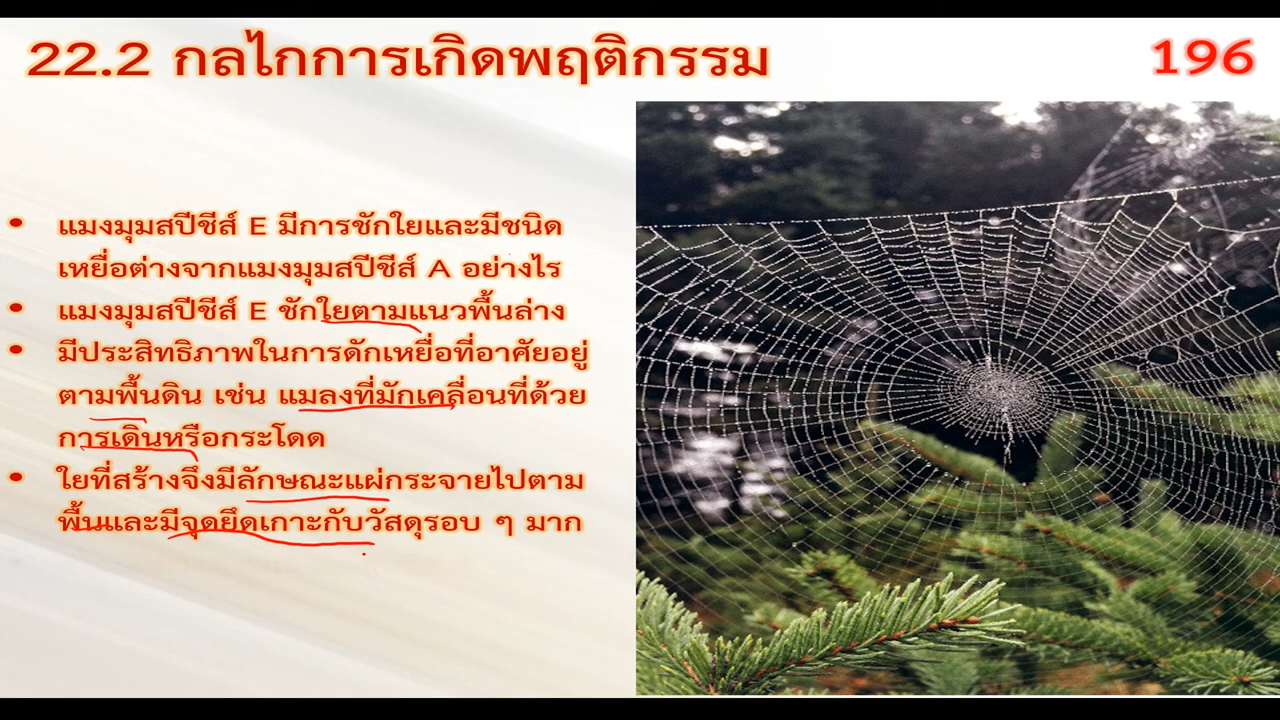 22.2 กลไกการเกิดพฤติกรรม
196
• แมงมุมสปีชีส์ E มีการชักใยและมีชนิด
เหยื่อต่างจากแมงมุมสปีชีส์ A อย่างไร
• แมงมุมสปีชีส์ E ชักใยตามแนวพื้นล่าง
• มีประสิทธิภาพในการดักเหยื่อที่อาศัยอยู่
ตามพื้นดิน เช่น แมลงที่มักเคลื่อนที่ด้วย
การเดินหรือกระโดด
• ใยที่สร้างจึงมีลักษณะแผ่กระจายไปตาม
พื้นและมีจุดยึดเกาะกับวัสดุรอบ ๆ มาก